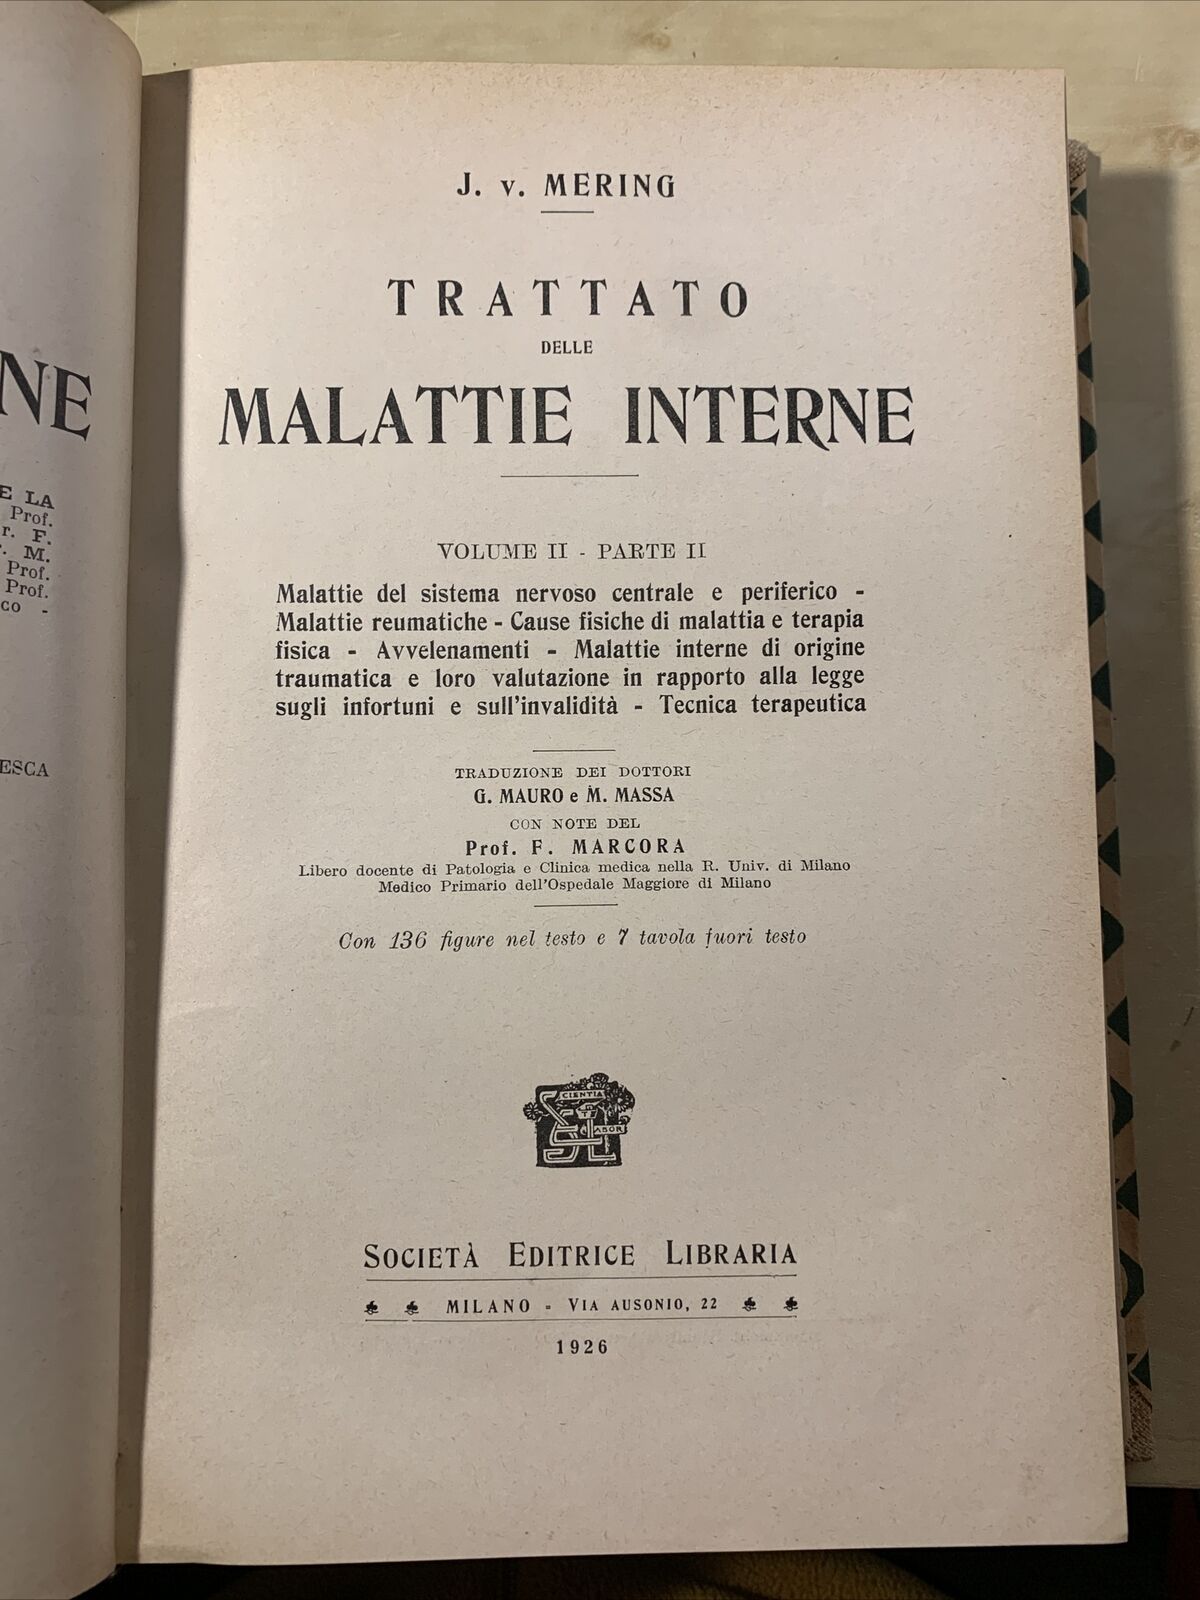 NE
E LA
Prof.
r. F.
. M.
Prof.
Prof.
co -
ESCA
J. v. MERING
TRATTATO
DELLE
MALATTIE INTERNE
VOLUME II - PARTE II
Malattie del sistema nervoso centrale e periferico -
Malattie reumatiche - Cause fisiche di malattia e terapia
fisica - Avvelenamenti - Malattie interne di origine
traumatica e loro valutazione in rapporto alla legge
sugli infortuni e sull'invalidità - Tecnica terapeutica
TRADUZIONE DEI DOTTORI
G. MAURO e M. MASSA
CON NOTE DEL
Prof. F. MARCORA
Libero docente di Patologia e Clinica medica nella R. Univ. di Milano
Medico Primario dell'Ospedale Maggiore di Milano
Con 136 figure nel testo e 7 tavola fuori testo
SCIENTIA
ET
LABOR
SOCIETÀ EDITRICE LIBRARIA
MILANO - VIA AUSONIO, 22
1926